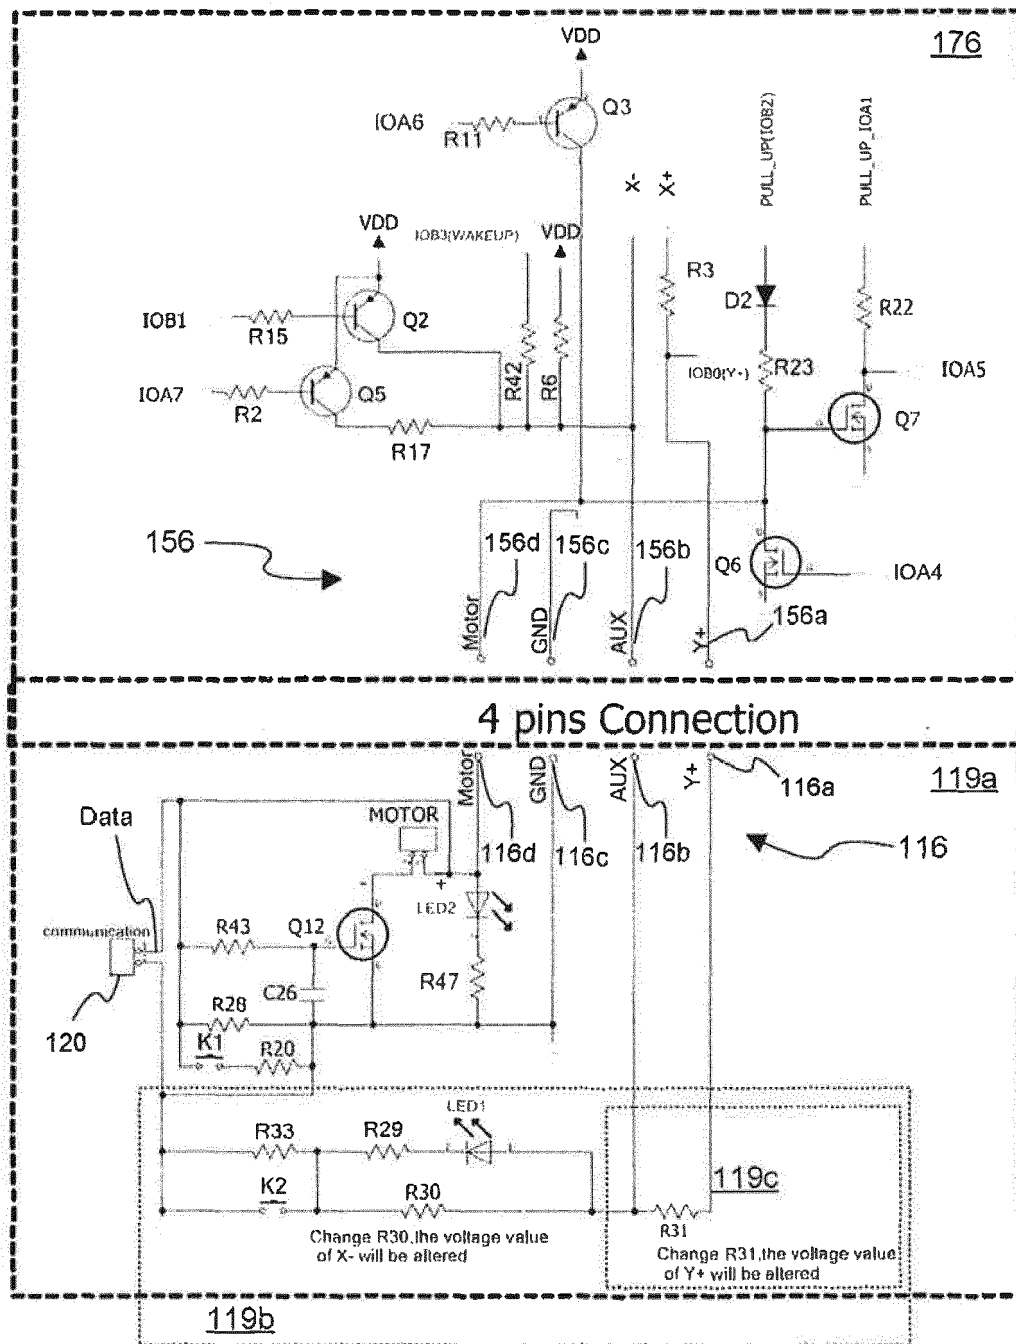 VDD
176
Q3
IOA6
R11
PULL_UP(IOB2)
PULL_UP_IOA1
X-
X+
VDD
IOB3(WAKEUP)
VDD
R3
D2
R22
IOB1
R15
Q2
R42
R6
IOB0(Y+)
R23
IOA5
IOA7
R2
Q5
Q7
R17
156
156d
156c
156b
Q6
IOA4
Motor
GND
AUX
Y+
156a
4 pins Connection
Motor
GND
AUX
Y+
116a
119a
Data
MOTOR
116d
116c
116b
116
- +
LED2
communication
R43
Q12
R47
C26
R28
120
K1
R20
LED1
R33
R29
119c
K2
R30
R31
Change R30,the voltage value
of X- will be altered
Change R31,the voltage value
of Y+ will be altered
119b